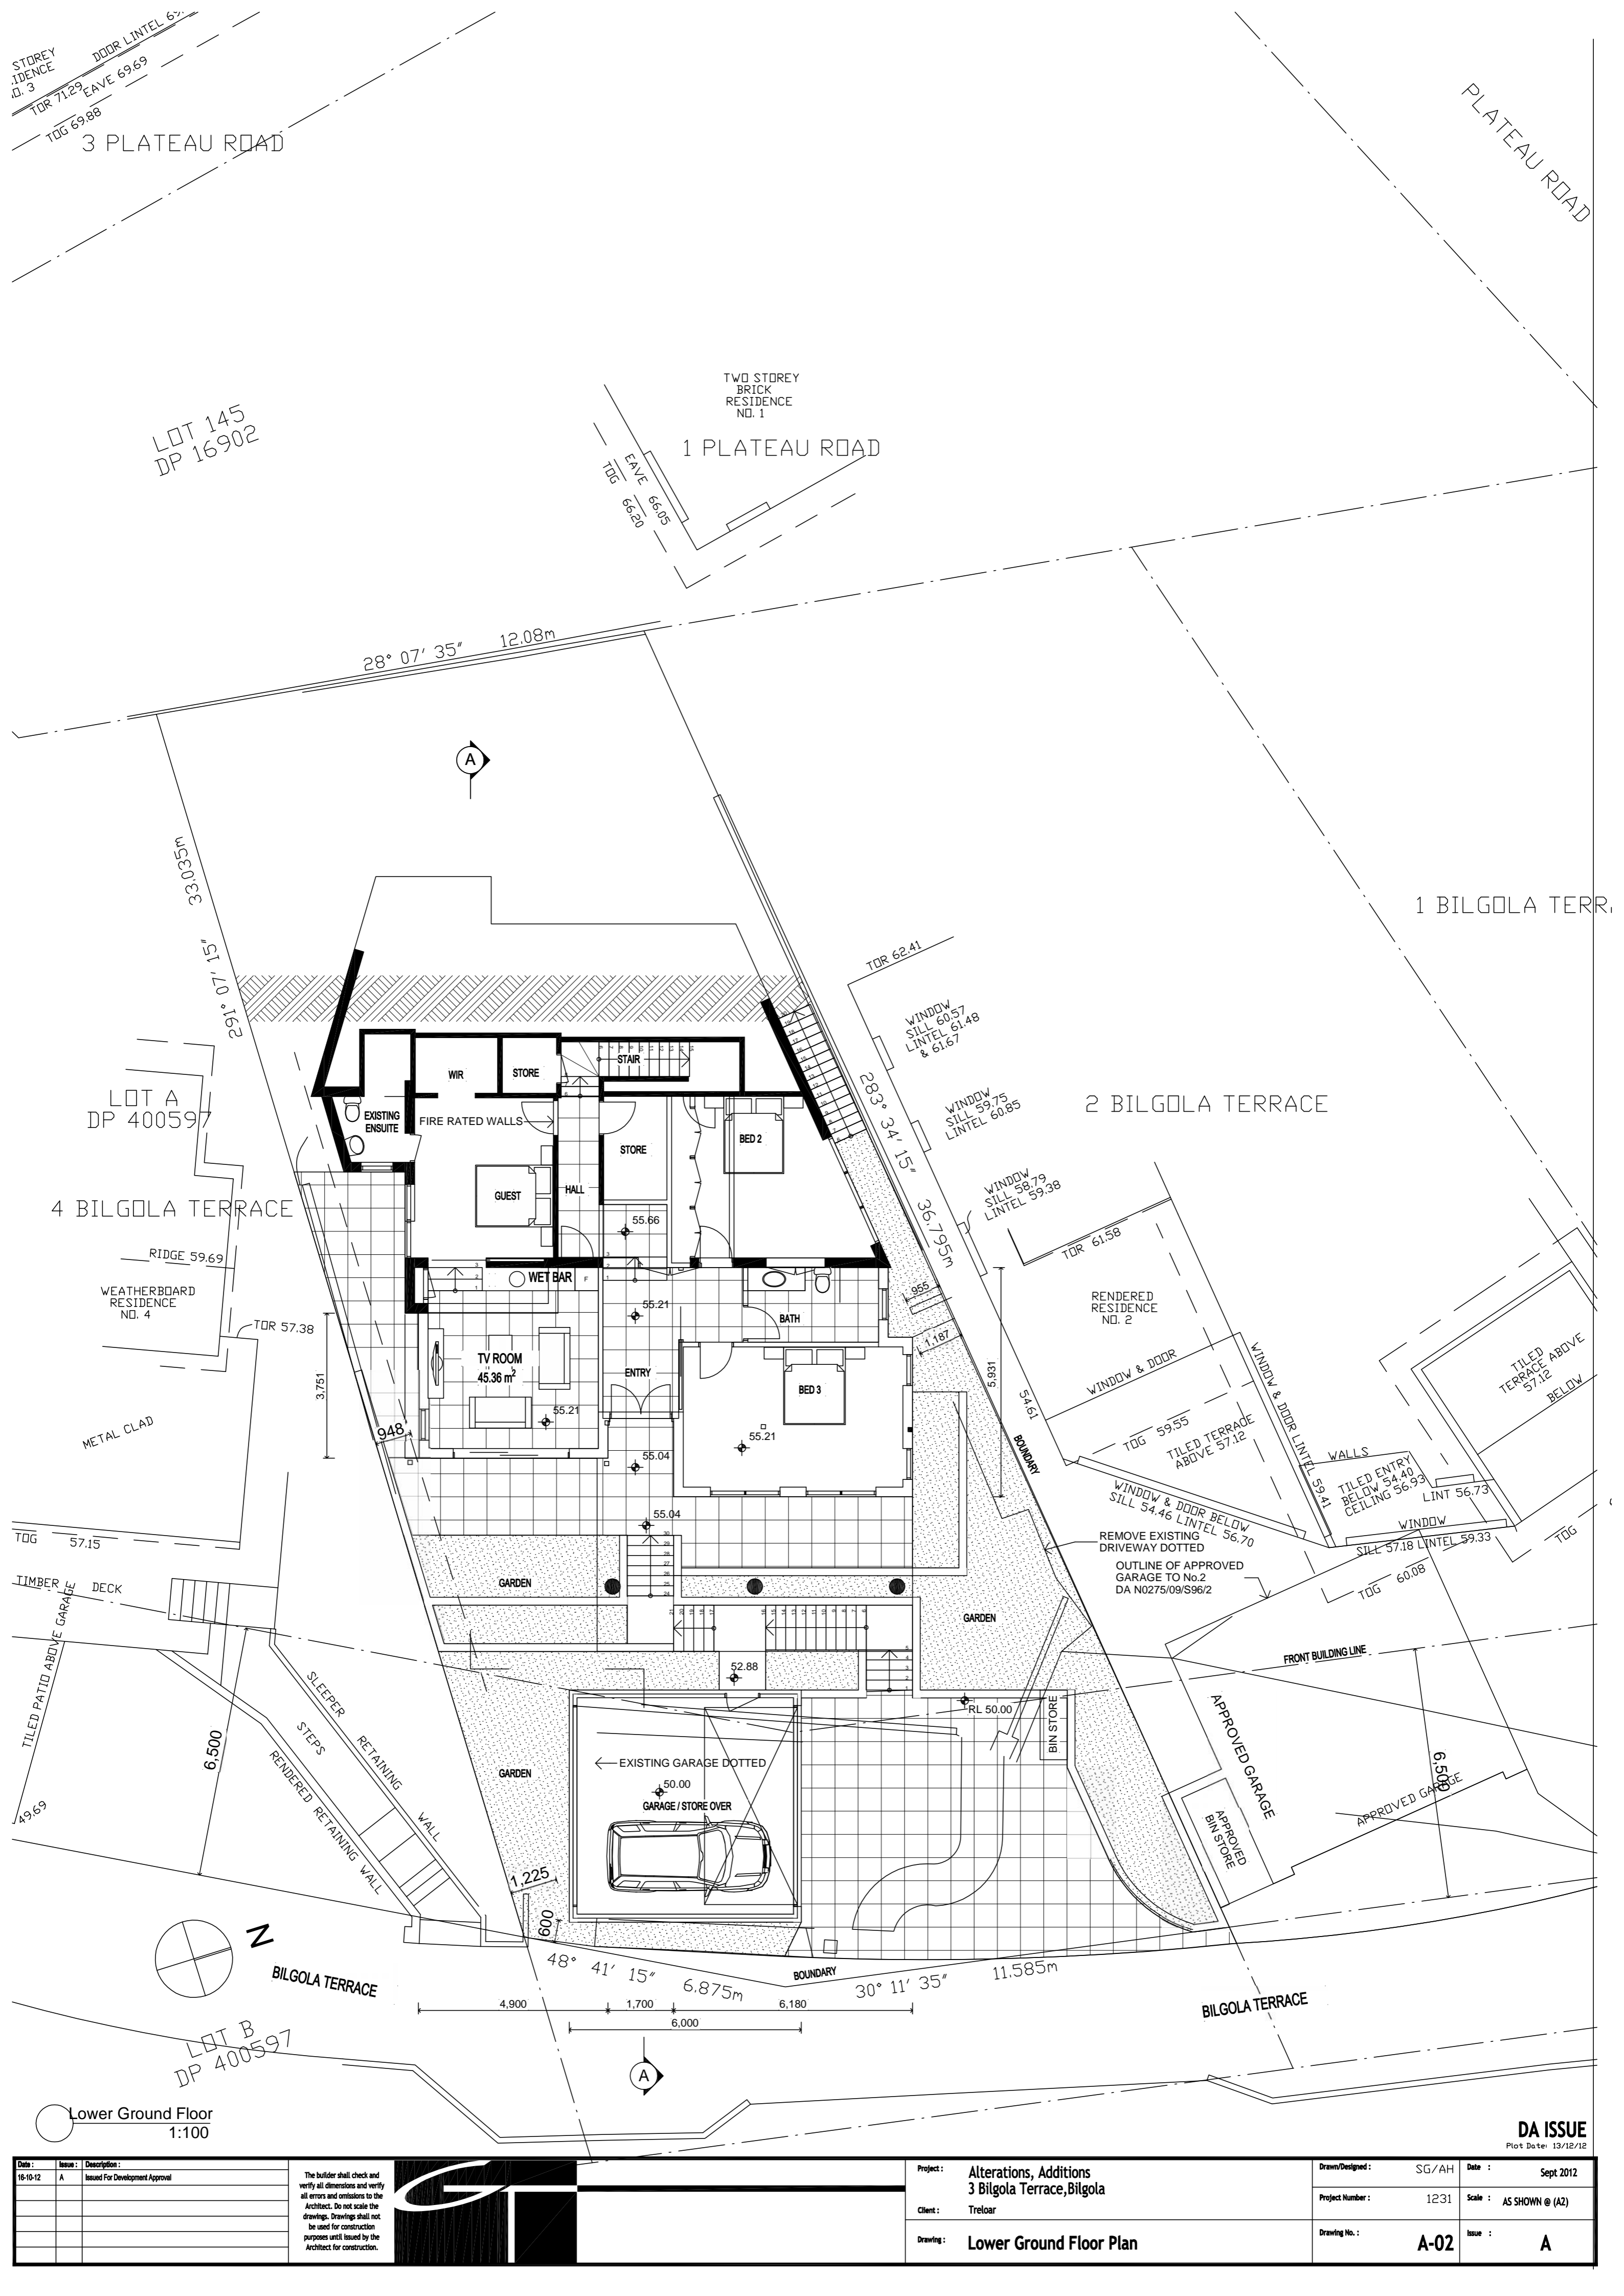 DOOR LINTEL
STOREY
NO. 3
TOR 71.29
EAVE 69.69
TOG 69.88
3 PLATEAU ROAD
PLATEAU ROAD
LOT 145
DP 16902
TWO STOREY
BRICK
RESIDENCE
NO. 1
1 PLATEAU ROAD
EAVE 66.05
TOG 66.20
28° 07' 35" 12.08m
A
33.035m
291° 07' 15"
1 BILGOLA
TOR 62.41
WINDOW
SILL 60.57
LINTEL 61.48
& 61.67
WINDOW
SILL 59.75
LINTEL 60.85
WINDOW
SILL 58.79
LINTEL 59.38
283° 34' 15" 36.795m
2 BILGOLA TERRACE
LOT A
DP 400597
4 BILGOLA TERRACE
RIDGE 59.69
WEATHERBOARD
RESIDENCE
NO. 4
TOR 57.38
METAL CLAD
WIR
STORE
STAIR
EXISTING
ENSUITE
FIRE RATED WALLS
GUEST
HALL
STORE
BED 2
55.66
WET BAR
F
55.21
BATH
TV ROOM
45.36 m²
ENTRY
BED 3
55.21
55.21
55.04
55.04
3,751
948
955
1,187
5,931
54.61
BOUNDARY
TOR 61.58
RENDERED
RESIDENCE
NO. 2
WINDOW & DOOR
WINDOW & DOOR LINTEL 59.41
TOG 59.55
TILED TERRACE
ABOVE 57.12
TILED
TERRACE ABOVE
57.12
BELOW
WALLS
TILED ENTRY
BELOW 54.40
CEILING 56.93
LINT 56.73
WINDOW & DOOR BELOW
SILL 54.46 LINTEL 56.70
WINDOW
SILL 57.18 LINTEL 59.33
TOG
TOG 60.08
REMOVE EXISTING
DRIVEWAY DOTTED
OUTLINE OF APPROVED
GARAGE TO No.2
DA N0275/09/S96/2
TOG 57.15
TIMBER DECK
TILED PATIO ABOVE GARAGE
49.69
6,500
SLEEPER RETAINING WALL
STEPS
RENDERED RETAINING WALL
GARDEN
GARDEN
52.88
RL 50.00
BIN STORE
GARDEN
EXISTING GARAGE DOTTED
50.00
GARAGE / STORE OVER
FRONT BUILDING LINE
APPROVED GARAGE
APPROVED
BIN STORE
APPROVED GARAGE
6,500
1,225
600
N
BILGOLA TERRACE
48° 41' 15" 6.875m
BOUNDARY
30° 11' 35" 11.585m
BILGOLA TERRACE
4,900
1,700
6,180
6,000
LOT B
DP 400597
A
Lower Ground Floor
1:100
DA ISSUE
Plot Date: 13/12/12
Date : Issue : Description :
16-10-12 A Issued For Development Approval
The builder shall check and
verify all dimensions and verify
all errors and omissions to the
Architect. Do not scale the
drawings. Drawings shall not
be used for construction
purposes until issued by the
Architect for construction.
Project : Alterations, Additions
3 Bilgola Terrace,Bilgola
Client : Treloar
Drawing : Lower Ground Floor Plan
Drawn/Designed : SG/AH
Date : Sept 2012
Project Number : 1231
Scale : AS SHOWN @ (A2)
Drawing No. : A-02
Issue : A